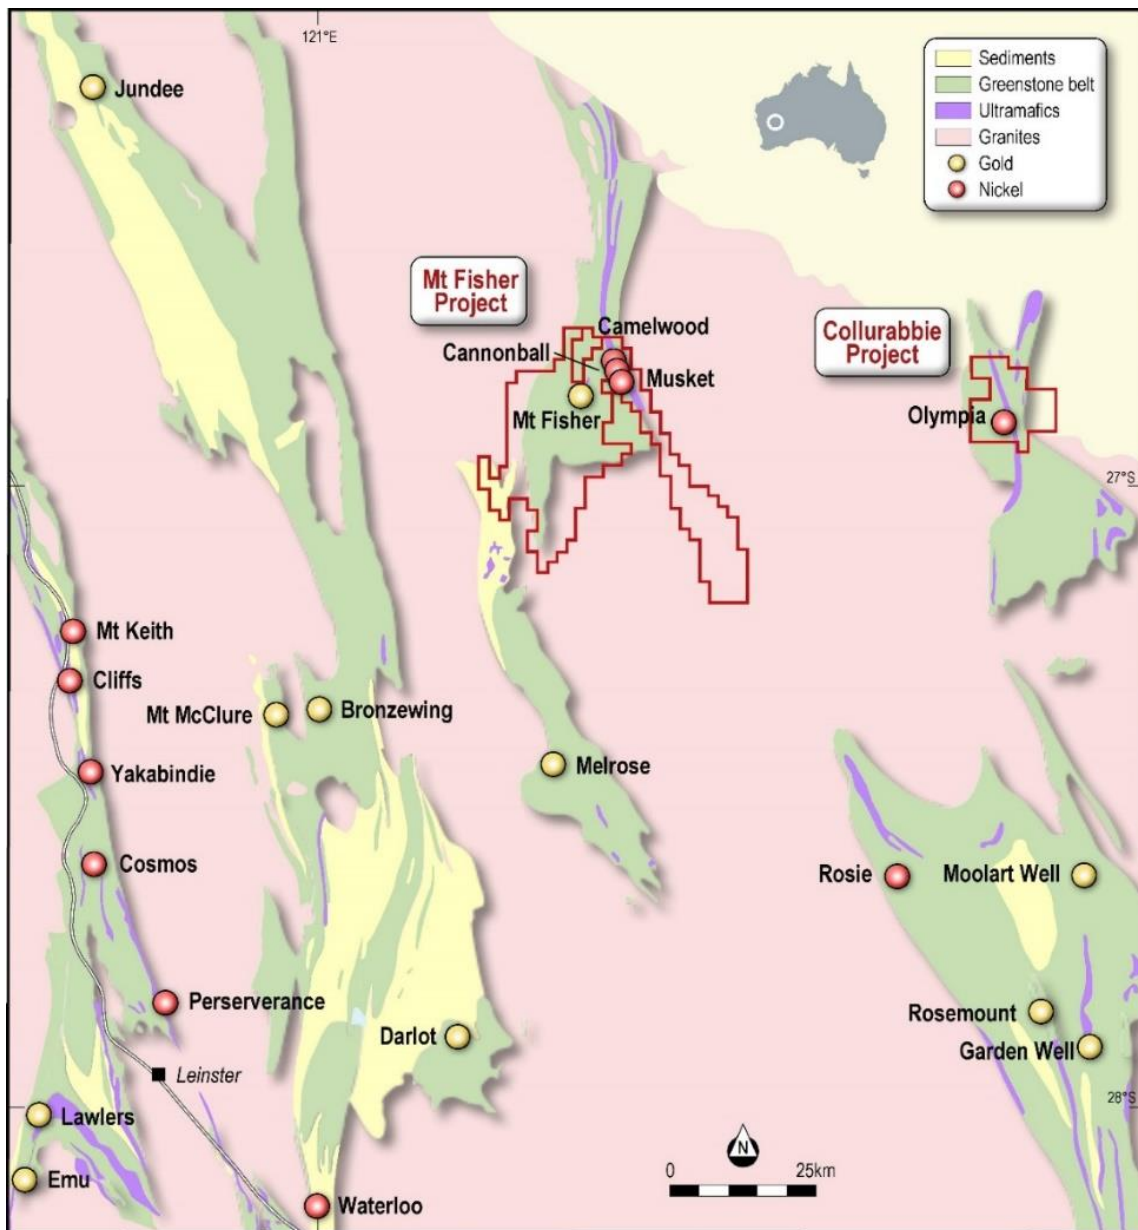 121°E
Sediments
Greenstone belt
Ultramafics
Granites
Gold
Nickel
Jundee
Mt Fisher
Project
Camelwood
Cannonball
Musket
Mt Fisher
Collurabbie
Project
Olympia
27°S
Mt Keith
Cliffs
Mt McClure
Bronzewing
Yakabindie
Melrose
Cosmos
Rosie
Moolart Well
Perserverance
Rosemount
Darlot
Garden Well
Leinster
28°S
Lawlers
N
0
25km
Emu
Waterloo